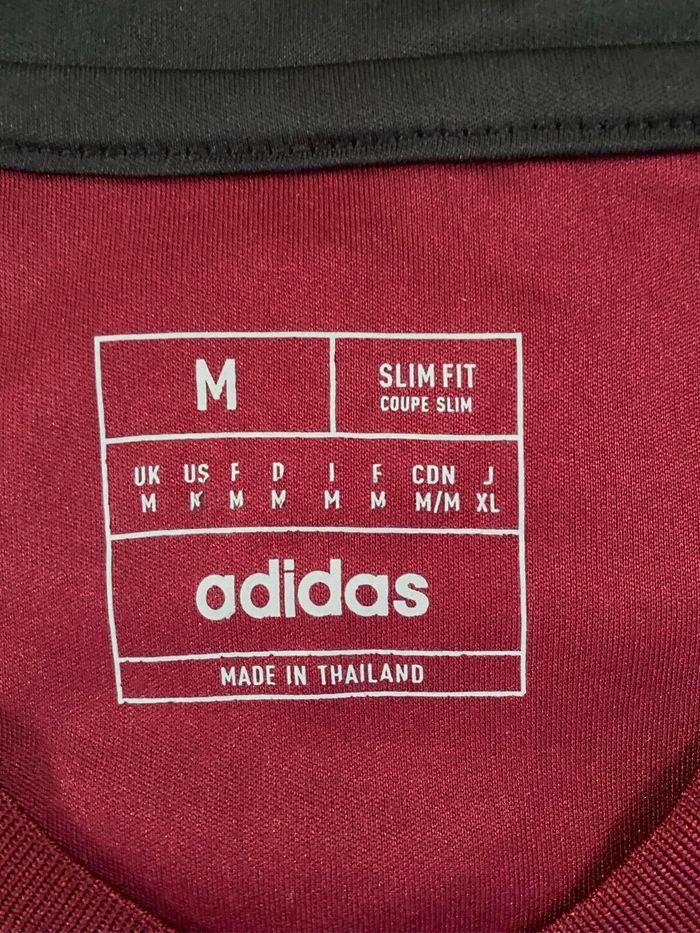 M
SLIM FIT
COUPE SLIM
UK US F D I F CDN J
M M M M M M/M XL
adidas
MADE IN THAILAND